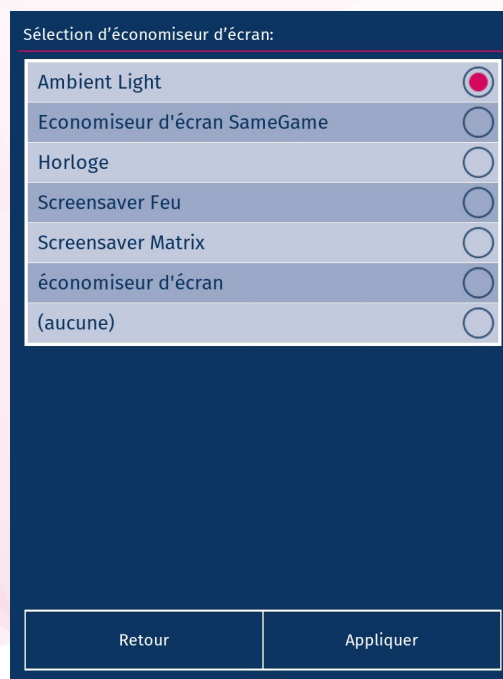 Sélection d’économiseur d’écran:
Ambient Light
Economiseur d'écran SameGame
Horloge
Screensaver Feu
Screensaver Matrix
économiseur d'écran
(aucune)
Retour
Appliquer